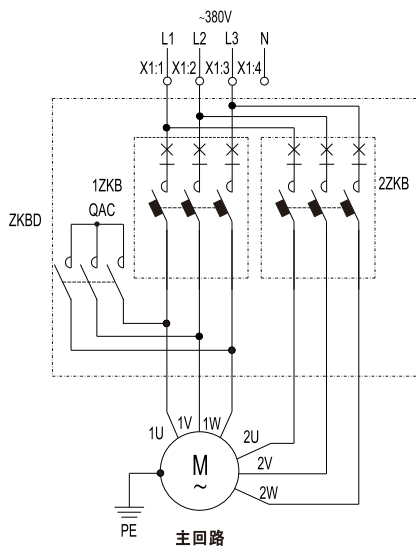 ~380V
L1 L2 L3 N
X1:1 X1:2 X1:3 X1:4
1ZKB 2ZKB
QAC
ZKBD
1U 1V 1W 2U
M 2V
~ 2W
PE
主回路